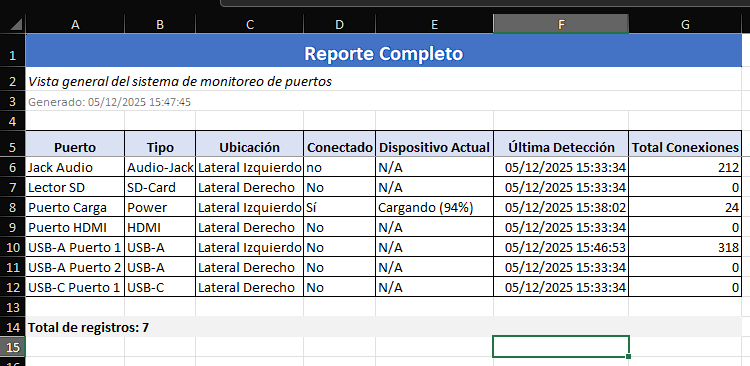 A B C D E F G
1 Reporte Completo
2 Vista general del sistema de monitoreo de puertos
3 Generado: 05/12/2025 15:47:45
4
5 Puerto Tipo Ubicación Conectado Dispositivo Actual Última Detección Total Conexiones
6 Jack Audio Audio-Jack Lateral Izquierdo no N/A 05/12/2025 15:33:34 212
7 Lector SD SD-Card Lateral Derecho No N/A 05/12/2025 15:33:34 0
8 Puerto Carga Power Lateral Izquierdo Sí Cargando (94%) 05/12/2025 15:38:02 24
9 Puerto HDMI HDMI Lateral Derecho No N/A 05/12/2025 15:33:34 0
10 USB-A Puerto 1 USB-A Lateral Izquierdo No N/A 05/12/2025 15:46:53 318
11 USB-A Puerto 2 USB-A Lateral Derecho No N/A 05/12/2025 15:33:34 0
12 USB-C Puerto 1 USB-C Lateral Derecho No N/A 05/12/2025 15:33:34 0
13
14 Total de registros: 7
15